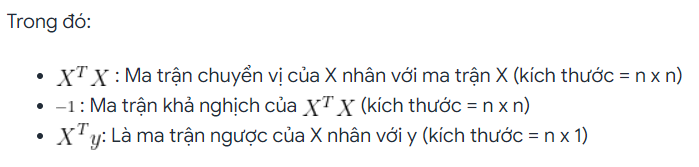 Trong đó:
• $X^T X$ : Ma trận chuyển vị của X nhân với ma trận X (kích thước = n x n)
• $-1$ : Ma trận khả nghịch của $X^T X$ (kích thước = n x n)
• $X^T y$: Là ma trận ngược của X nhân với y (kích thước = n x 1)